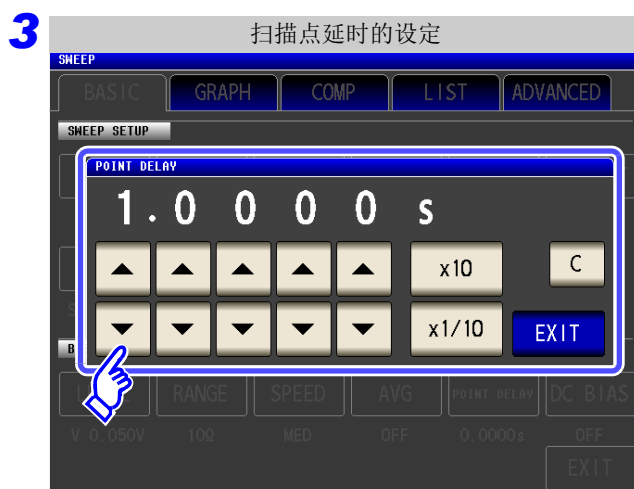 3
扫描点延时的设定
SWEEP
BASIC GRAPH COMP LIST ADVANCED
SWEEP SETUP
POINT DELAY
1.0000 s
x10 C
x1/10 EXIT
RANGE SPEED AVG POINT DELAY DC BIAS
V 0.050V 10Ω MED OFF 0.0000s OFF
EXIT